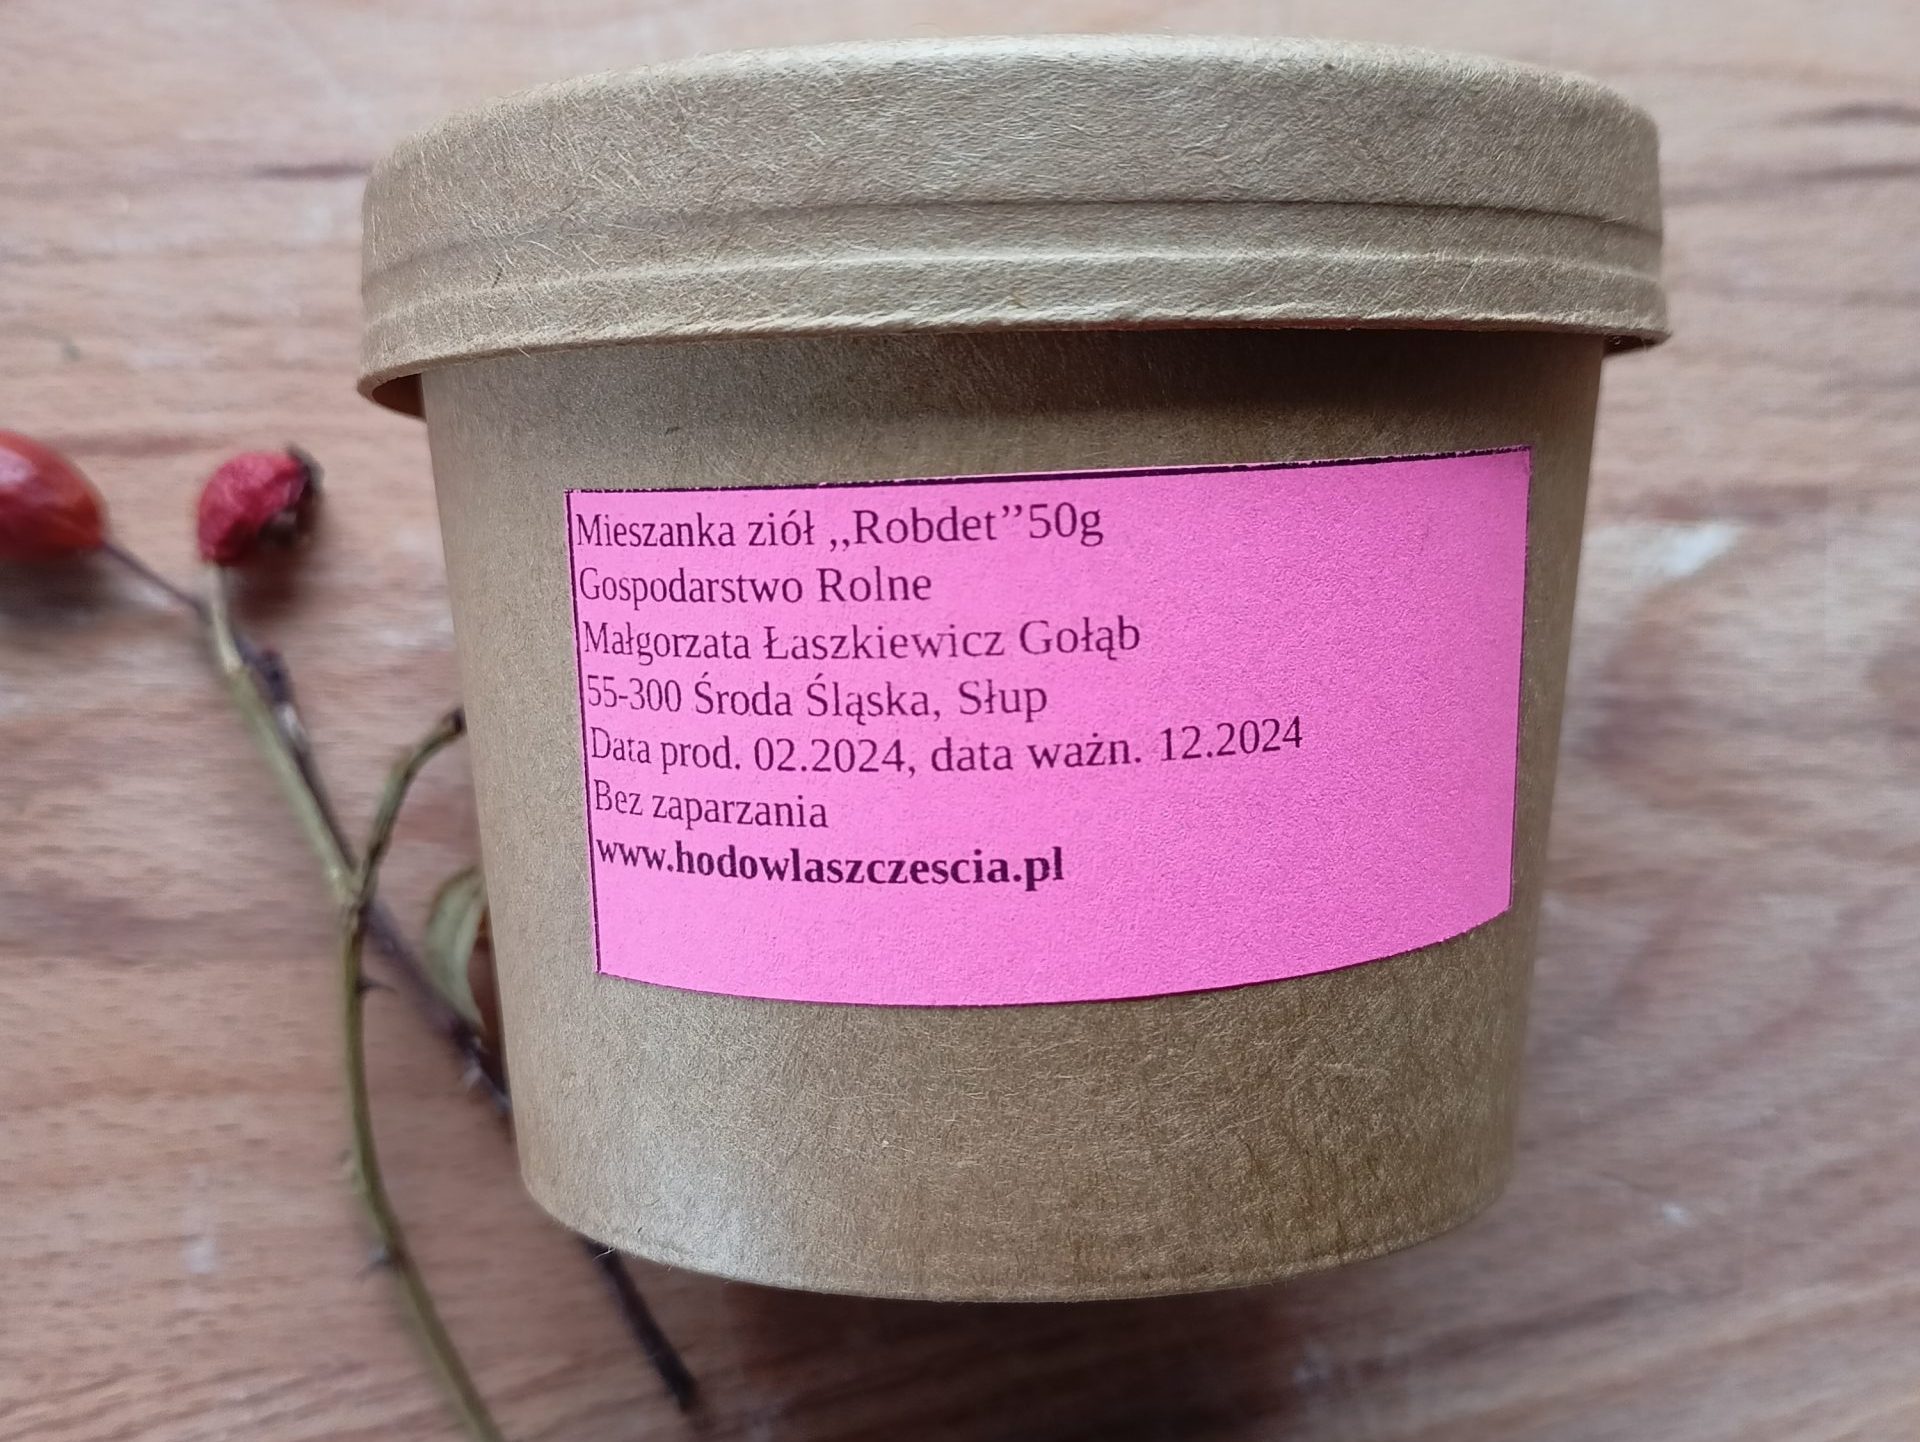 Mieszanka ziół ,,Robdet’’50g
Gospodarstwo Rolne
Małgorzata Łaszkiewicz Gołąb
55-300 Środa Śląska, Słup
Data prod. 02.2024, data ważn. 12.2024
Bez zaparzania
www.hodowlaszczescia.pl